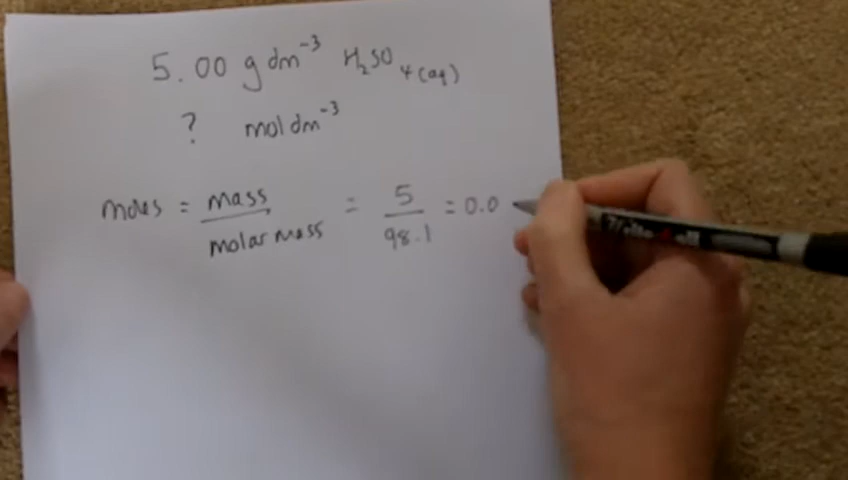 5.00 g dm⁻³ H₂SO₄(aq)
? mol dm⁻³
moles = mass / molar mass = 5 / 98.1 = 0.0